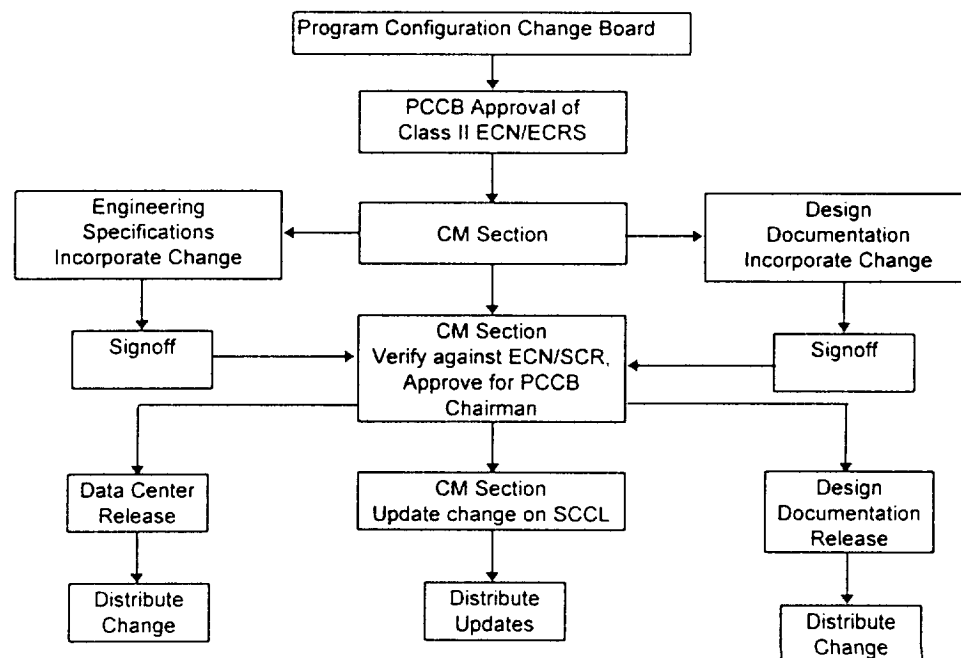 Program Configuration Change Board
PCCB Approval of
Class II ECN/ECRS
Engineering
Specifications
Incorporate Change
CM Section
Design
Documentation
Incorporate Change
Signoff
CM Section
Verify against ECN/SCR,
Approve for PCCB
Chairman
Signoff
Data Center
Release
CM Section
Update change on SCCL
Design
Documentation
Release
Distribute
Change
Distribute
Updates
Distribute
Change